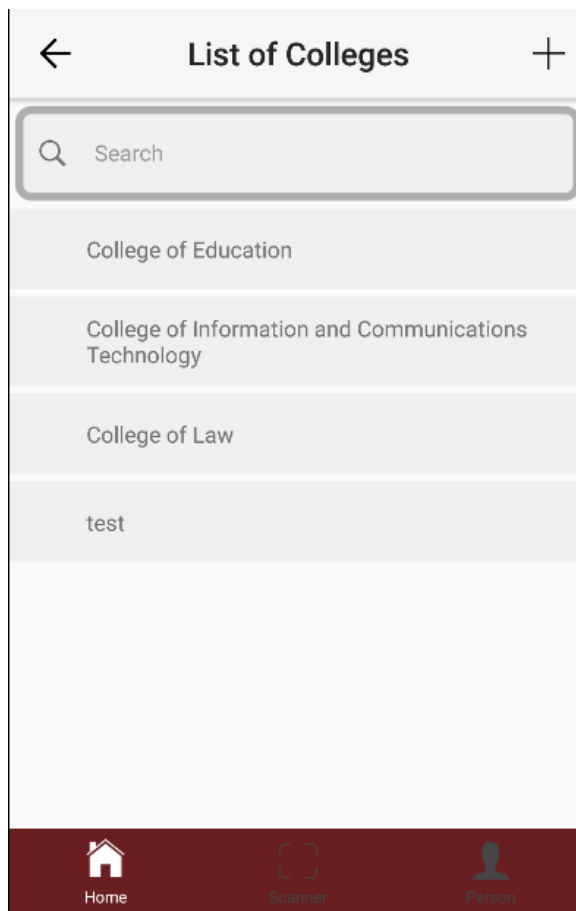 List of Colleges
Search
College of Education
College of Information and Communications
Technology
College of Law
test
Home
Scanner
Person